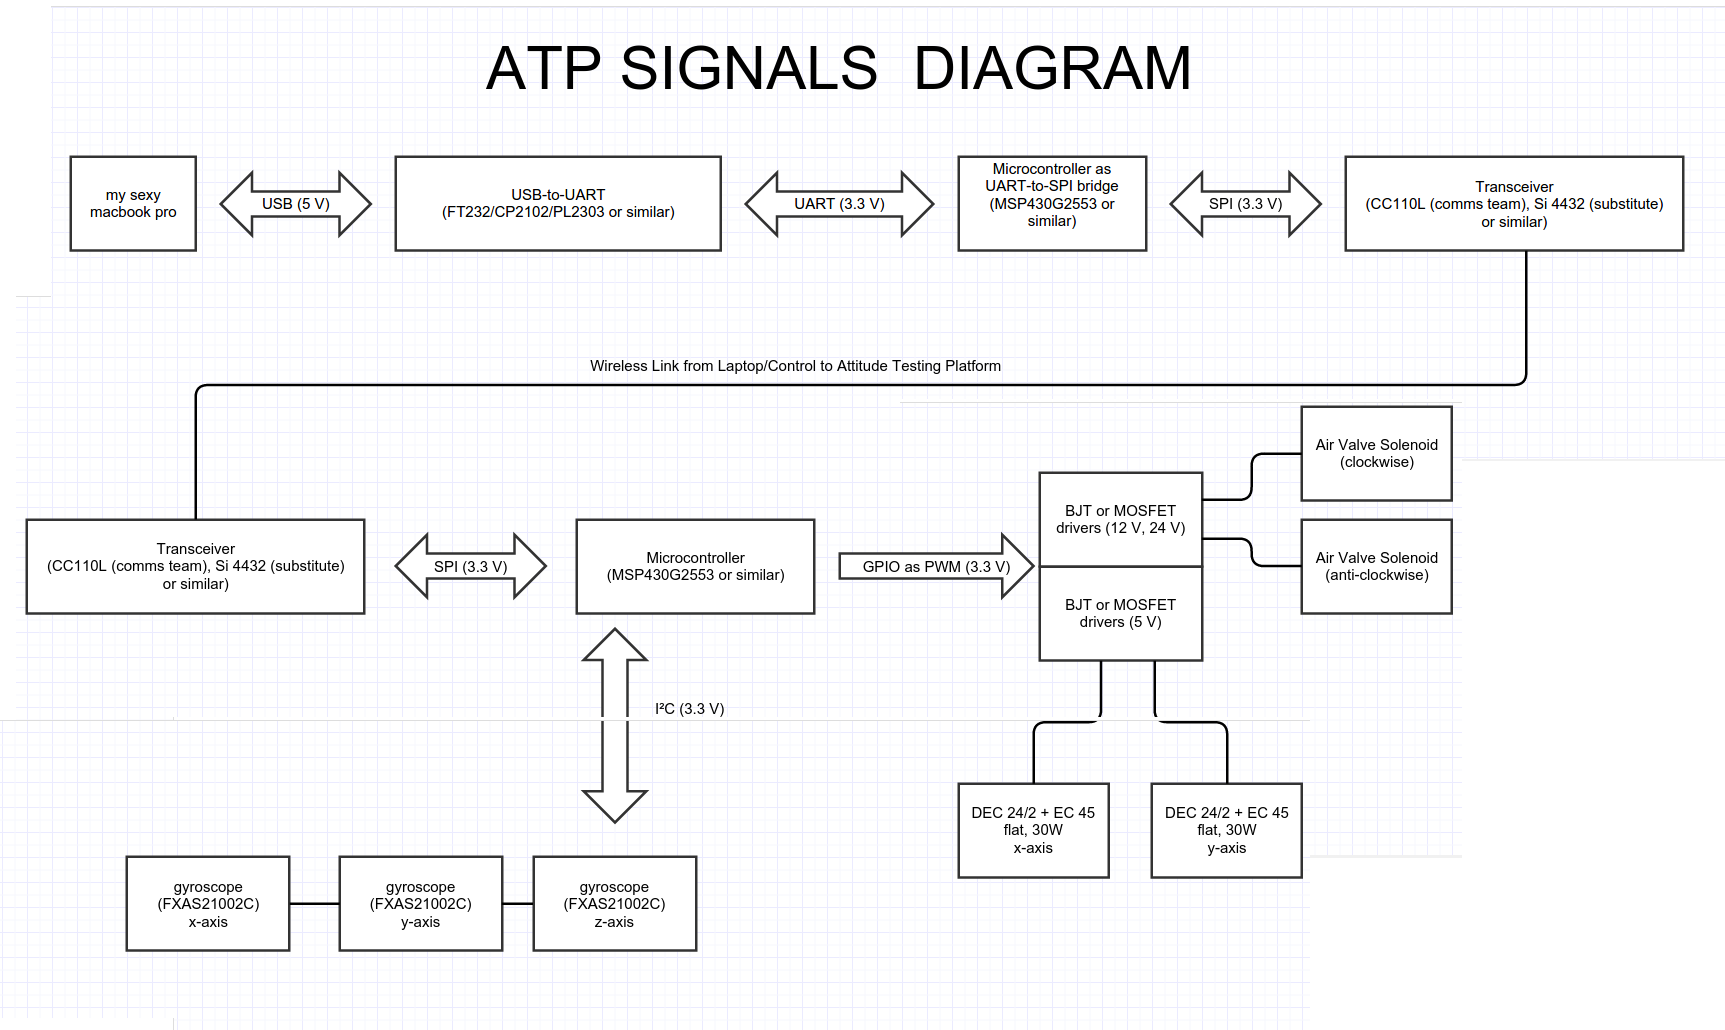 ATP SIGNALS  DIAGRAM
my sexy
macbook pro
USB (5 V)
USB-to-UART
(FT232/CP2102/PL2303 or similar)
UART (3.3 V)
Microcontroller as
UART-to-SPI bridge
(MSP430G2553 or
similar)
SPI (3.3 V)
Transceiver
(CC110L (comms team), Si 4432 (substitute)
or similar)
Wireless Link from Laptop/Control to Attitude Testing Platform
Transceiver
(CC110L (comms team), Si 4432 (substitute)
or similar)
SPI (3.3 V)
Microcontroller
(MSP430G2553 or similar)
GPIO as PWM (3.3 V)
BJT or MOSFET
drivers (12 V, 24 V)
BJT or MOSFET
drivers (5 V)
Air Valve Solenoid
(clockwise)
Air Valve Solenoid
(anti-clockwise)
I²C (3.3 V)
DEC 24/2 + EC 45
flat, 30W
x-axis
DEC 24/2 + EC 45
flat, 30W
y-axis
gyroscope
(FXAS21002C)
x-axis
gyroscope
(FXAS21002C)
y-axis
gyroscope
(FXAS21002C)
z-axis